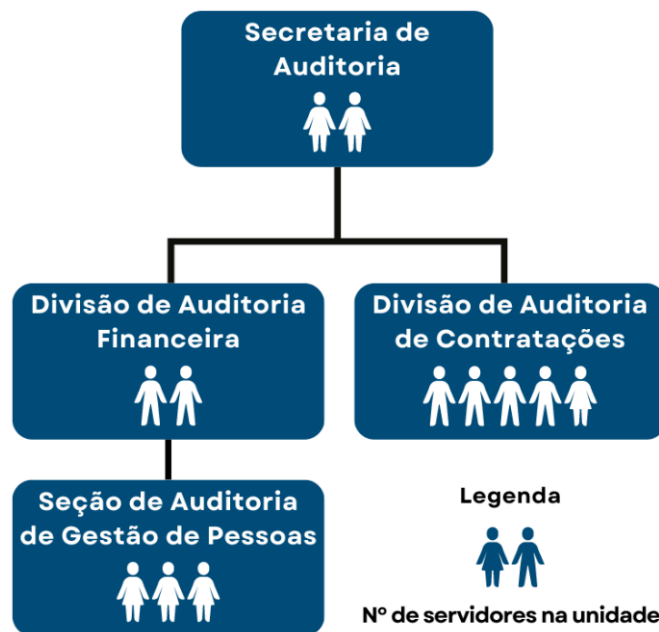 Secretaria de
Auditoria
Divisão de Auditoria
Financeira
Divisão de Auditoria
de Contratações
Seção de Auditoria
de Gestão de Pessoas
Legenda
Nº de servidores na unidade